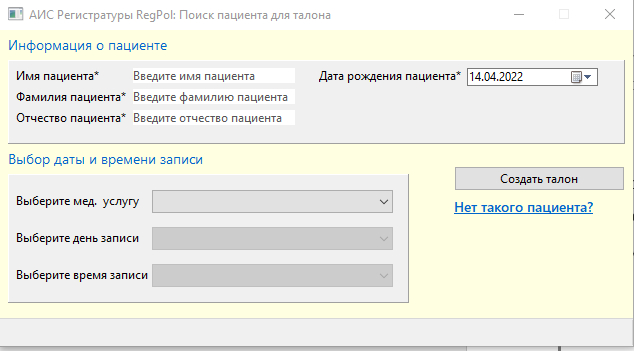 АИС Регистратуры RegPol: Поиск пациента для талона
Информация о пациенте
Имя пациента* Введите имя пациента Дата рождения пациента* 14.04.2022
Фамилия пациента* Введите фамилию пациента
Отчество пациента* Введите отчество пациента
Выбор даты и времени записи
Создать талон
Выберите мед. услугу
Нет такого пациента?
Выберите день записи
Выберите время записи